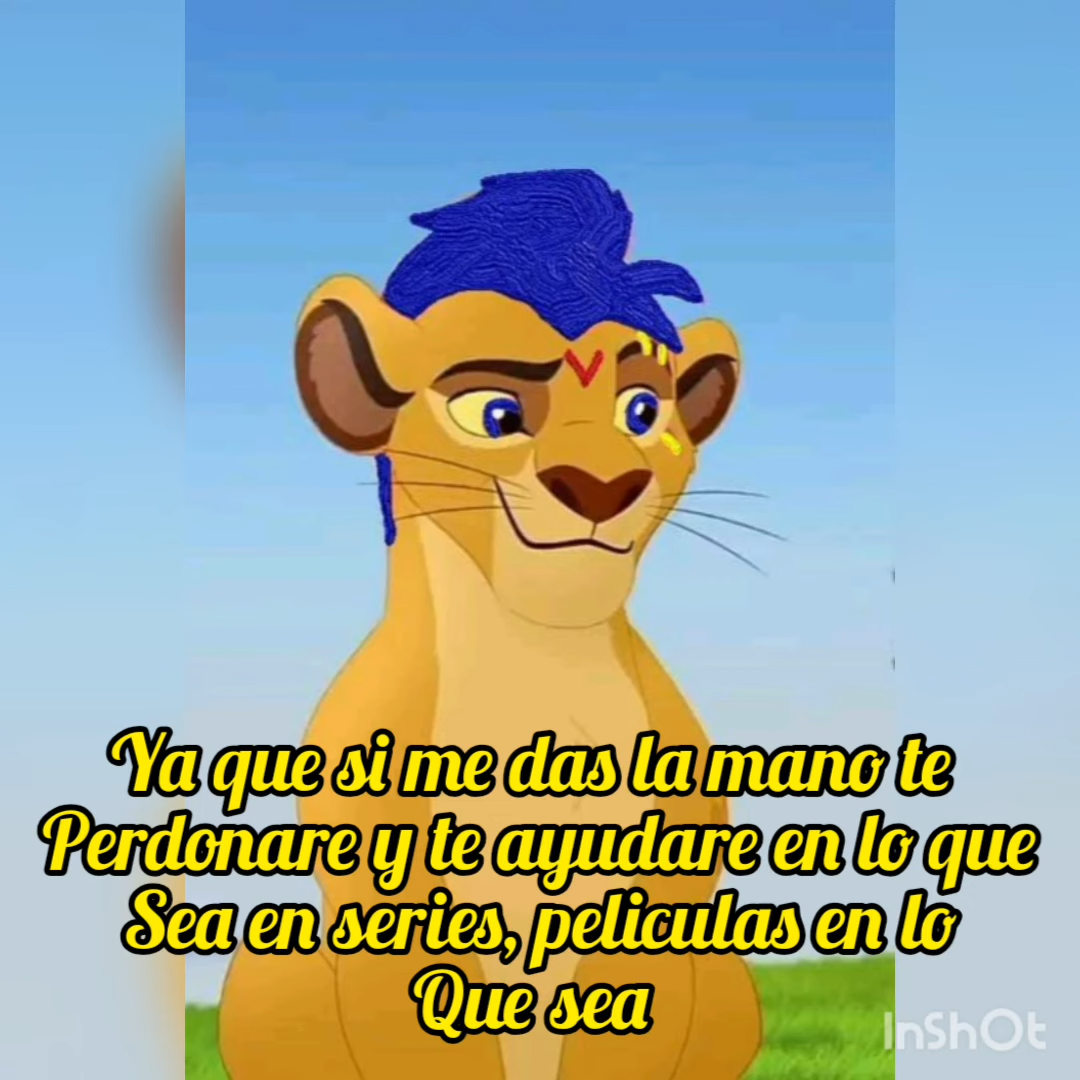 Ya que si me das la mano te
Perdonare y te ayudare en lo que
Sea en series, peliculas en lo
Que sea
InShOt